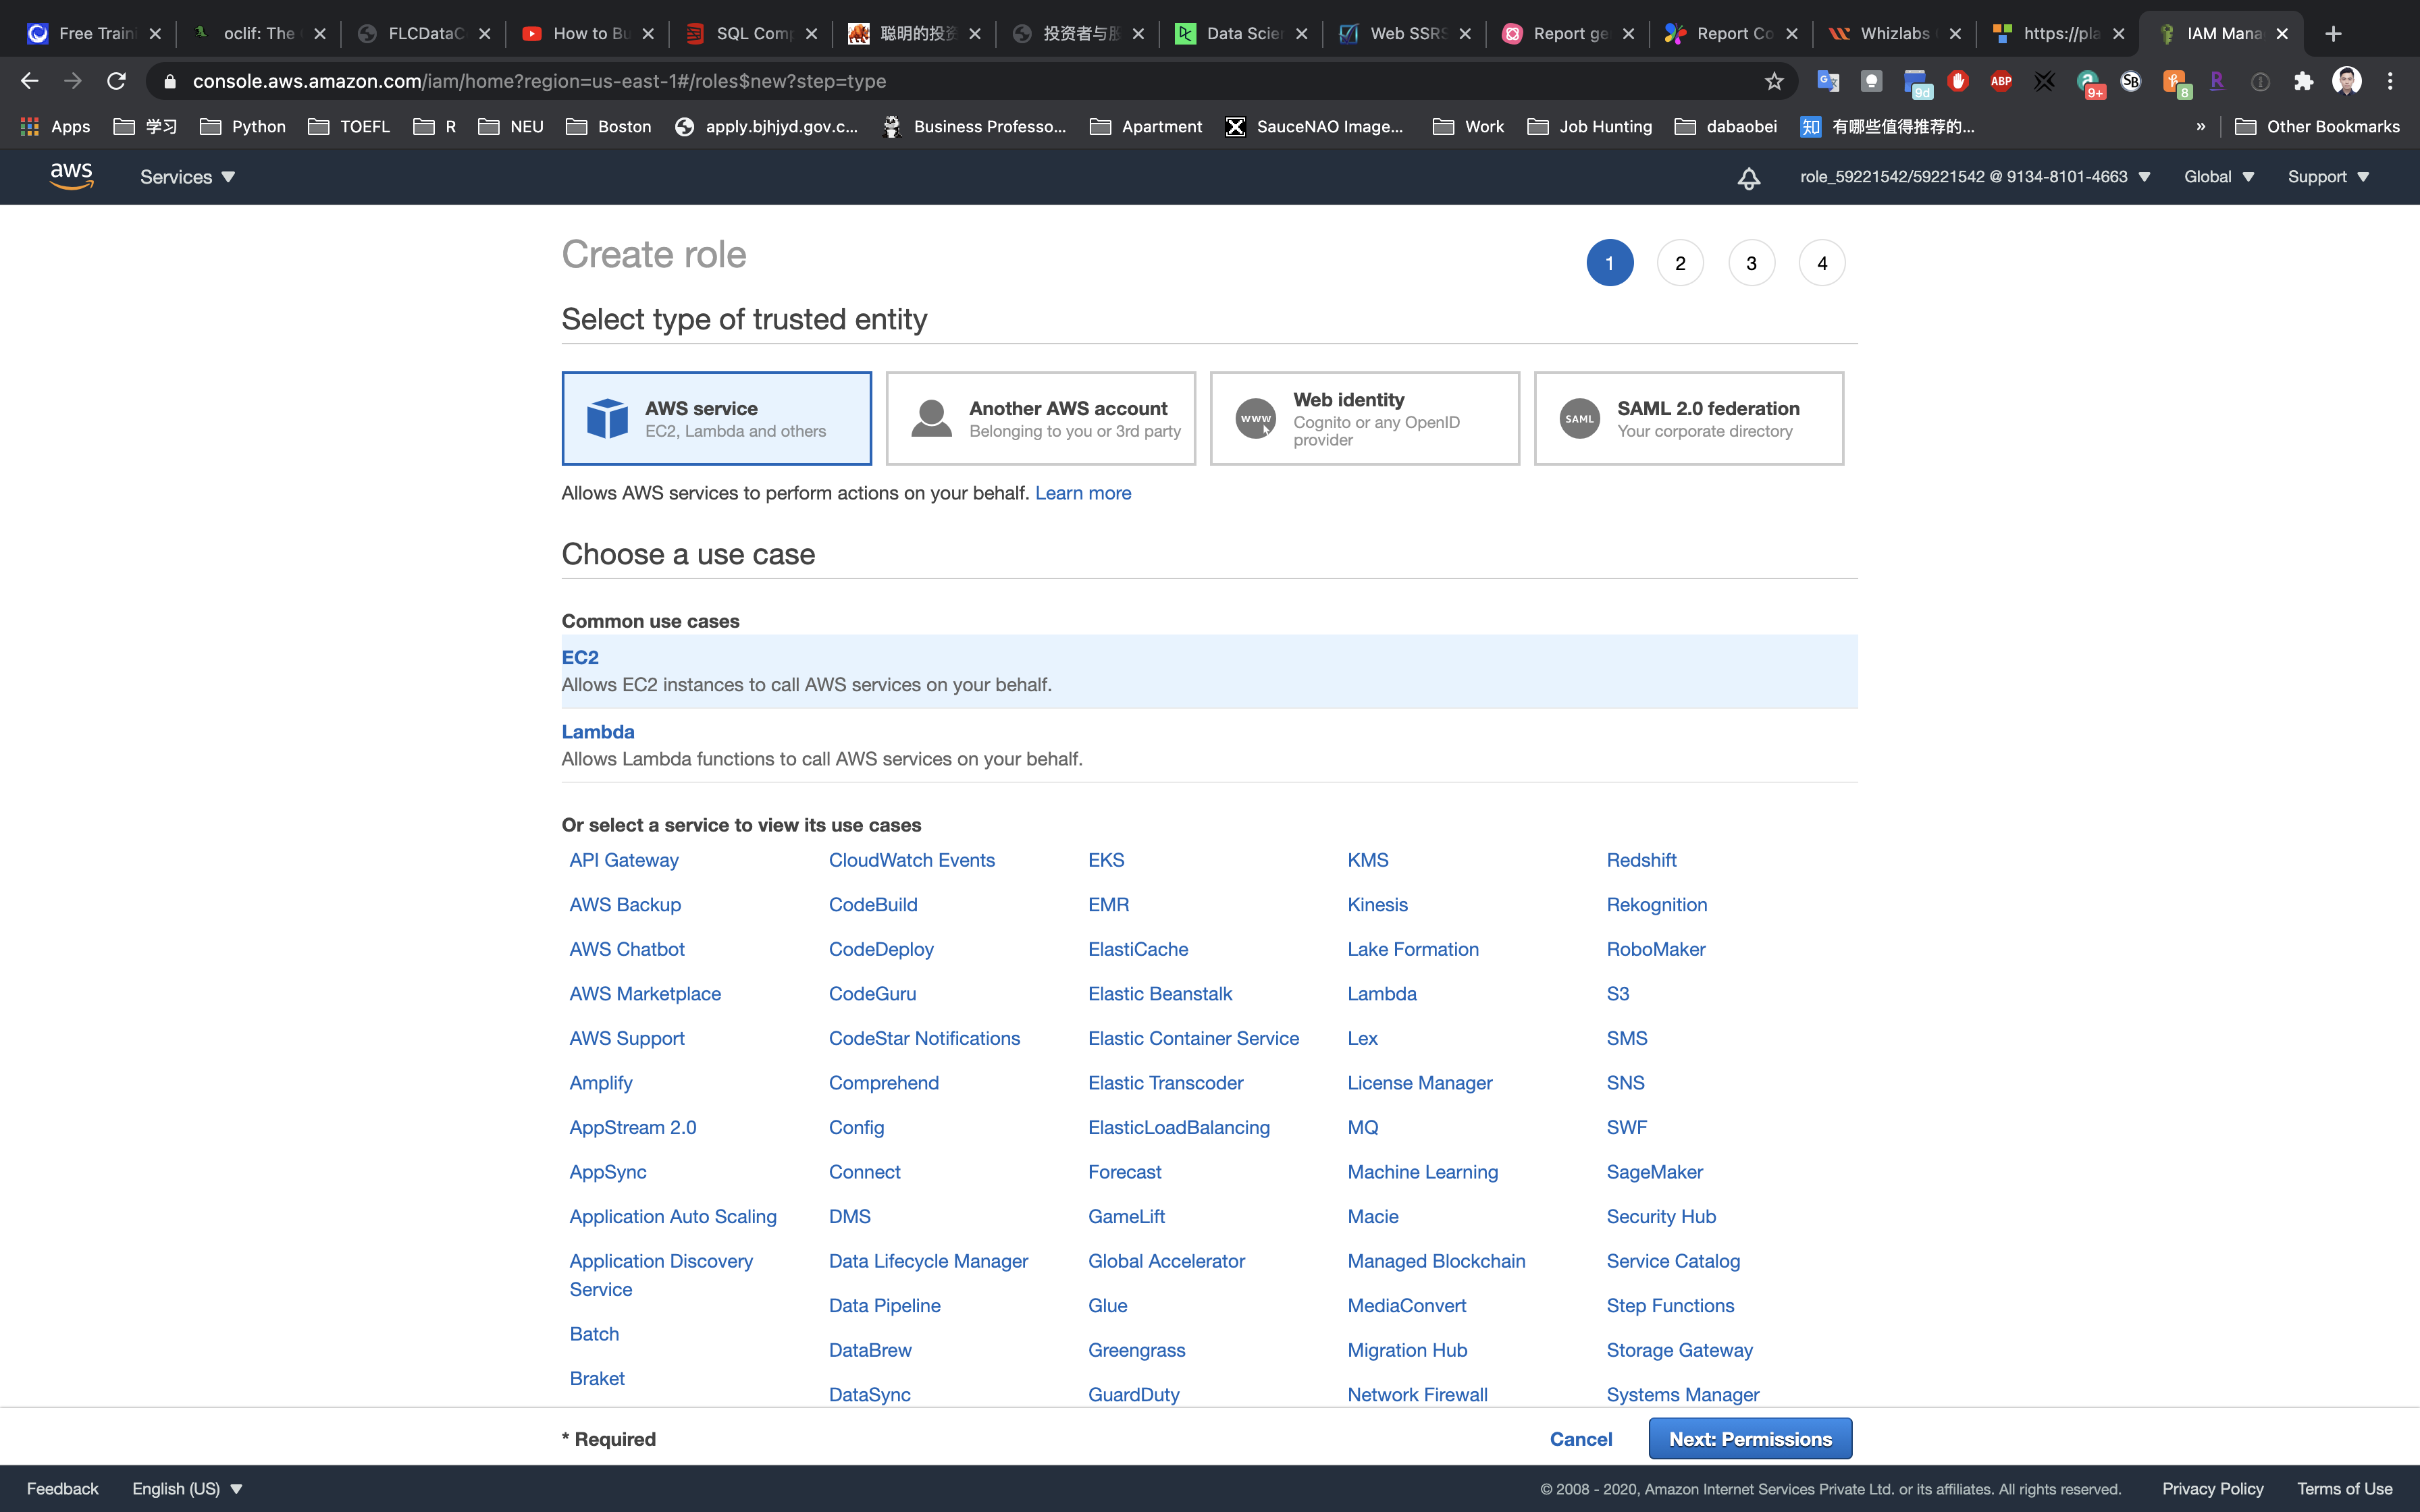 Free Traini
oclif: The
FLCDataC
How to Bu
SQL Comp
聪明的投资
投资者与股
Data Scien
Web SSRS
Report ge
Report Co
Whizlabs
https://pla
IAM Mana
console.aws.amazon.com/iam/home?region=us-east-1#/roles$new?step=type
9d
ABP
9+
SB
8
R
Apps
学习
Python
TOEFL
R
NEU
Boston
apply.bjhjyd.gov.c...
Business Professo...
Apartment
SauceNAO Image...
Work
Job Hunting
dabaobei
知 有哪些值得推荐的...
»
Other Bookmarks
aws
Services
role_59221542/59221542 @ 9134-8101-4663
Global
Support
Create role
1 2 3 4
Select type of trusted entity
AWS service
EC2, Lambda and others
Another AWS account
Belonging to you or 3rd party
www
Web identity
Cognito or any OpenID
provider
SAML
SAML 2.0 federation
Your corporate directory
Allows AWS services to perform actions on your behalf. Learn more
Choose a use case
Common use cases
EC2
Allows EC2 instances to call AWS services on your behalf.
Lambda
Allows Lambda functions to call AWS services on your behalf.
Or select a service to view its use cases
API Gateway
AWS Backup
AWS Chatbot
AWS Marketplace
AWS Support
Amplify
AppStream 2.0
AppSync
Application Auto Scaling
Application Discovery
Service
Batch
Braket
CloudWatch Events
CodeBuild
CodeDeploy
CodeGuru
CodeStar Notifications
Comprehend
Config
Connect
DMS
Data Lifecycle Manager
Data Pipeline
DataBrew
DataSync
EKS
EMR
ElastiCache
Elastic Beanstalk
Elastic Container Service
Elastic Transcoder
ElasticLoadBalancing
Forecast
GameLift
Global Accelerator
Glue
Greengrass
GuardDuty
KMS
Kinesis
Lake Formation
Lambda
Lex
License Manager
MQ
Machine Learning
Macie
Managed Blockchain
MediaConvert
Migration Hub
Network Firewall
Redshift
Rekognition
RoboMaker
S3
SMS
SNS
SWF
SageMaker
Security Hub
Service Catalog
Step Functions
Storage Gateway
Systems Manager
* Required
Cancel
Next: Permissions
Feedback
English (US)
© 2008 - 2020, Amazon Internet Services Private Ltd. or its affiliates. All rights reserved.
Privacy Policy
Terms of Use